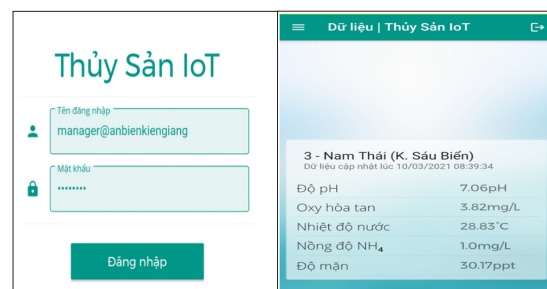 Thủy Sản IoT
Tên đăng nhập
manager@anbienkiengiang
Mật khẩu
••••••••
Đăng nhập
Dữ liệu | Thủy Sản IoT
3 - Nam Thái (K. Sáu Biển)
Dữ liệu cập nhật lúc 10/03/2021 08:39:34
Độ pH 7.06pH
Oxy hòa tan 3.82mg/L
Nhiệt độ nước 28.83°C
Nồng độ NH₄ 1.0mg/L
Độ mặn 30.17ppt